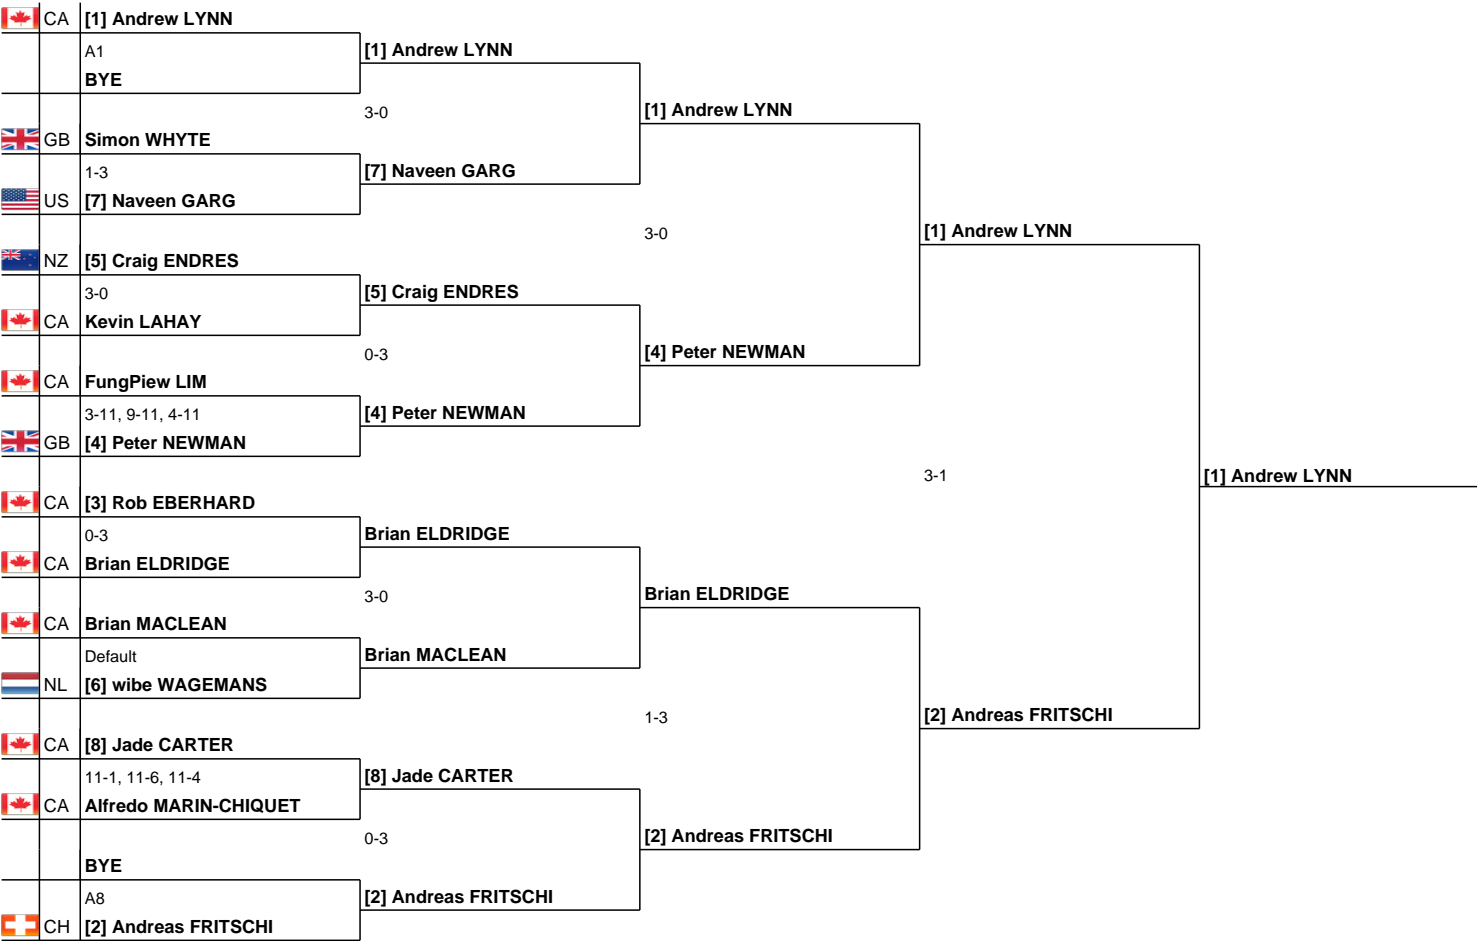 CA [1] Andrew LYNN
A1
[1] Andrew LYNN
BYE
3-0
[1] Andrew LYNN
GB Simon WHYTE
1-3
[7] Naveen GARG
US [7] Naveen GARG
3-0
[1] Andrew LYNN
NZ [5] Craig ENDRES
3-0
[5] Craig ENDRES
CA Kevin LAHAY
0-3
[4] Peter NEWMAN
CA FungPiew LIM
3-11, 9-11, 4-11
[4] Peter NEWMAN
GB [4] Peter NEWMAN
3-1
[1] Andrew LYNN
CA [3] Rob EBERHARD
0-3
Brian ELDRIDGE
CA Brian ELDRIDGE
3-0
Brian ELDRIDGE
CA Brian MACLEAN
Default
Brian MACLEAN
NL [6] wibe WAGEMANS
1-3
[2] Andreas FRITSCHI
CA [8] Jade CARTER
11-1, 11-6, 11-4
[8] Jade CARTER
CA Alfredo MARIN-CHIQUET
0-3
[2] Andreas FRITSCHI
BYE
A8
[2] Andreas FRITSCHI
CH [2] Andreas FRITSCHI